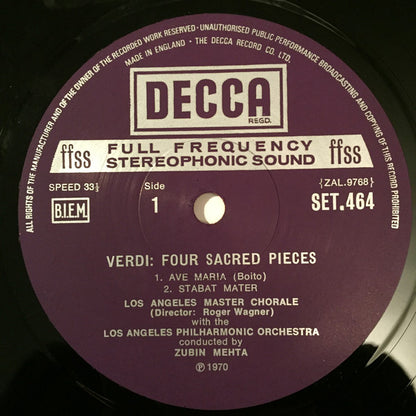 ALL RIGHTS OF THE MANUFACTURER AND OF THE OWNER OF THE RECORDED WORK RESERVED · UNAUTHORISED PUBLIC PERFORMANCE BROADCASTING AND COPYING OF THIS RECORD PROHIBITED
MADE IN ENGLAND · THE DECCA RECORD CO. LTD.
DECCA
REGD.
ffss FULL FREQUENCY STEREOPHONIC SOUND ffss
SPEED 33⅓ Side {ZAL.9768}
B.I.E.M. 1 SET.464
VERDI: FOUR SACRED PIECES
1. AVE MARIA (Boito)
2. STABAT MATER
LOS ANGELES MASTER CHORALE
(Director: Roger Wagner)
with the
LOS ANGELES PHILHARMONIC ORCHESTRA
conducted by
ZUBIN MEHTA
℗ 1970